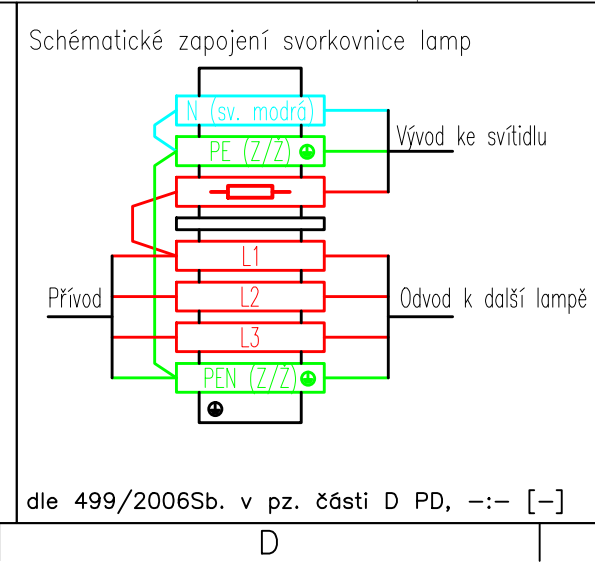 Schématické zapojení svorkovnice lamp
N (sv. modrá)
Vývod ke svítidlu
PE (Z/Ž)
L1
Přívod
L2
Odvod k další lampě
L3
PEN (Z/Ž)
dle 499/2006Sb. v pz. části D PD, -:- [-]
D